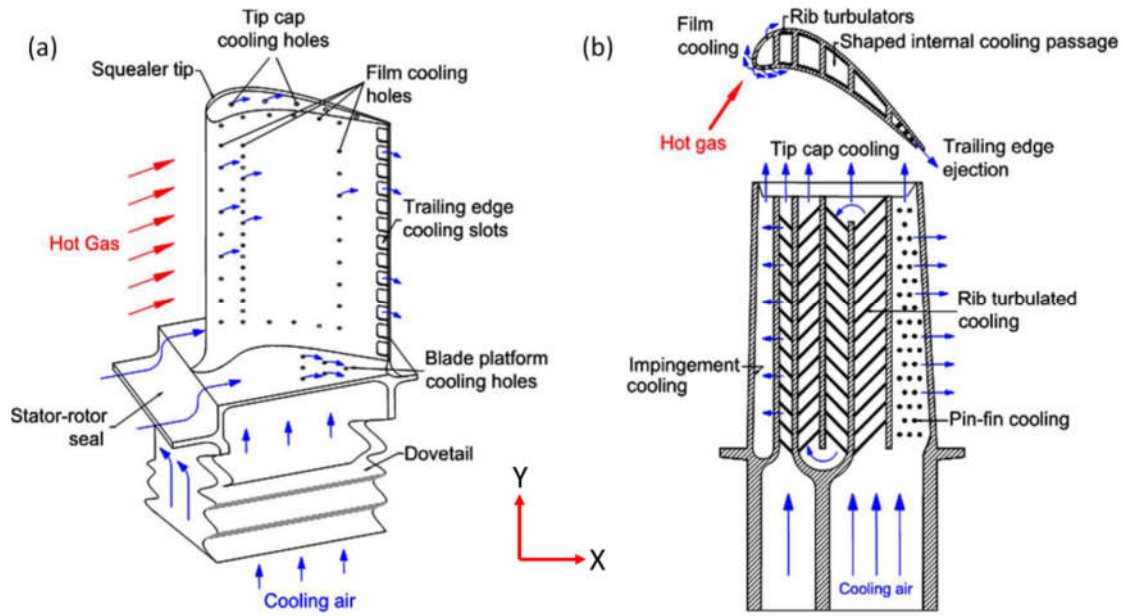 (a)
Tip cap
cooling holes
Squealer tip
Film cooling
holes
Hot Gas
Trailing edge
cooling slots
Blade platform
cooling holes
Stator-rotor
seal
Dovetail
Cooling air
Y
X
(b)
Film
cooling
Rib turbulators
Shaped internal cooling passage
Hot gas
Tip cap cooling
Trailing edge
ejection
Rib turbulated
cooling
Impingement
cooling
Pin-fin cooling
Cooling air